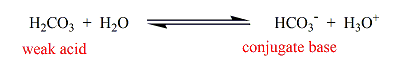 H₂CO₃ + H₂O ⇌ HCO₃⁻ + H₃O⁺
weak acid conjugate base